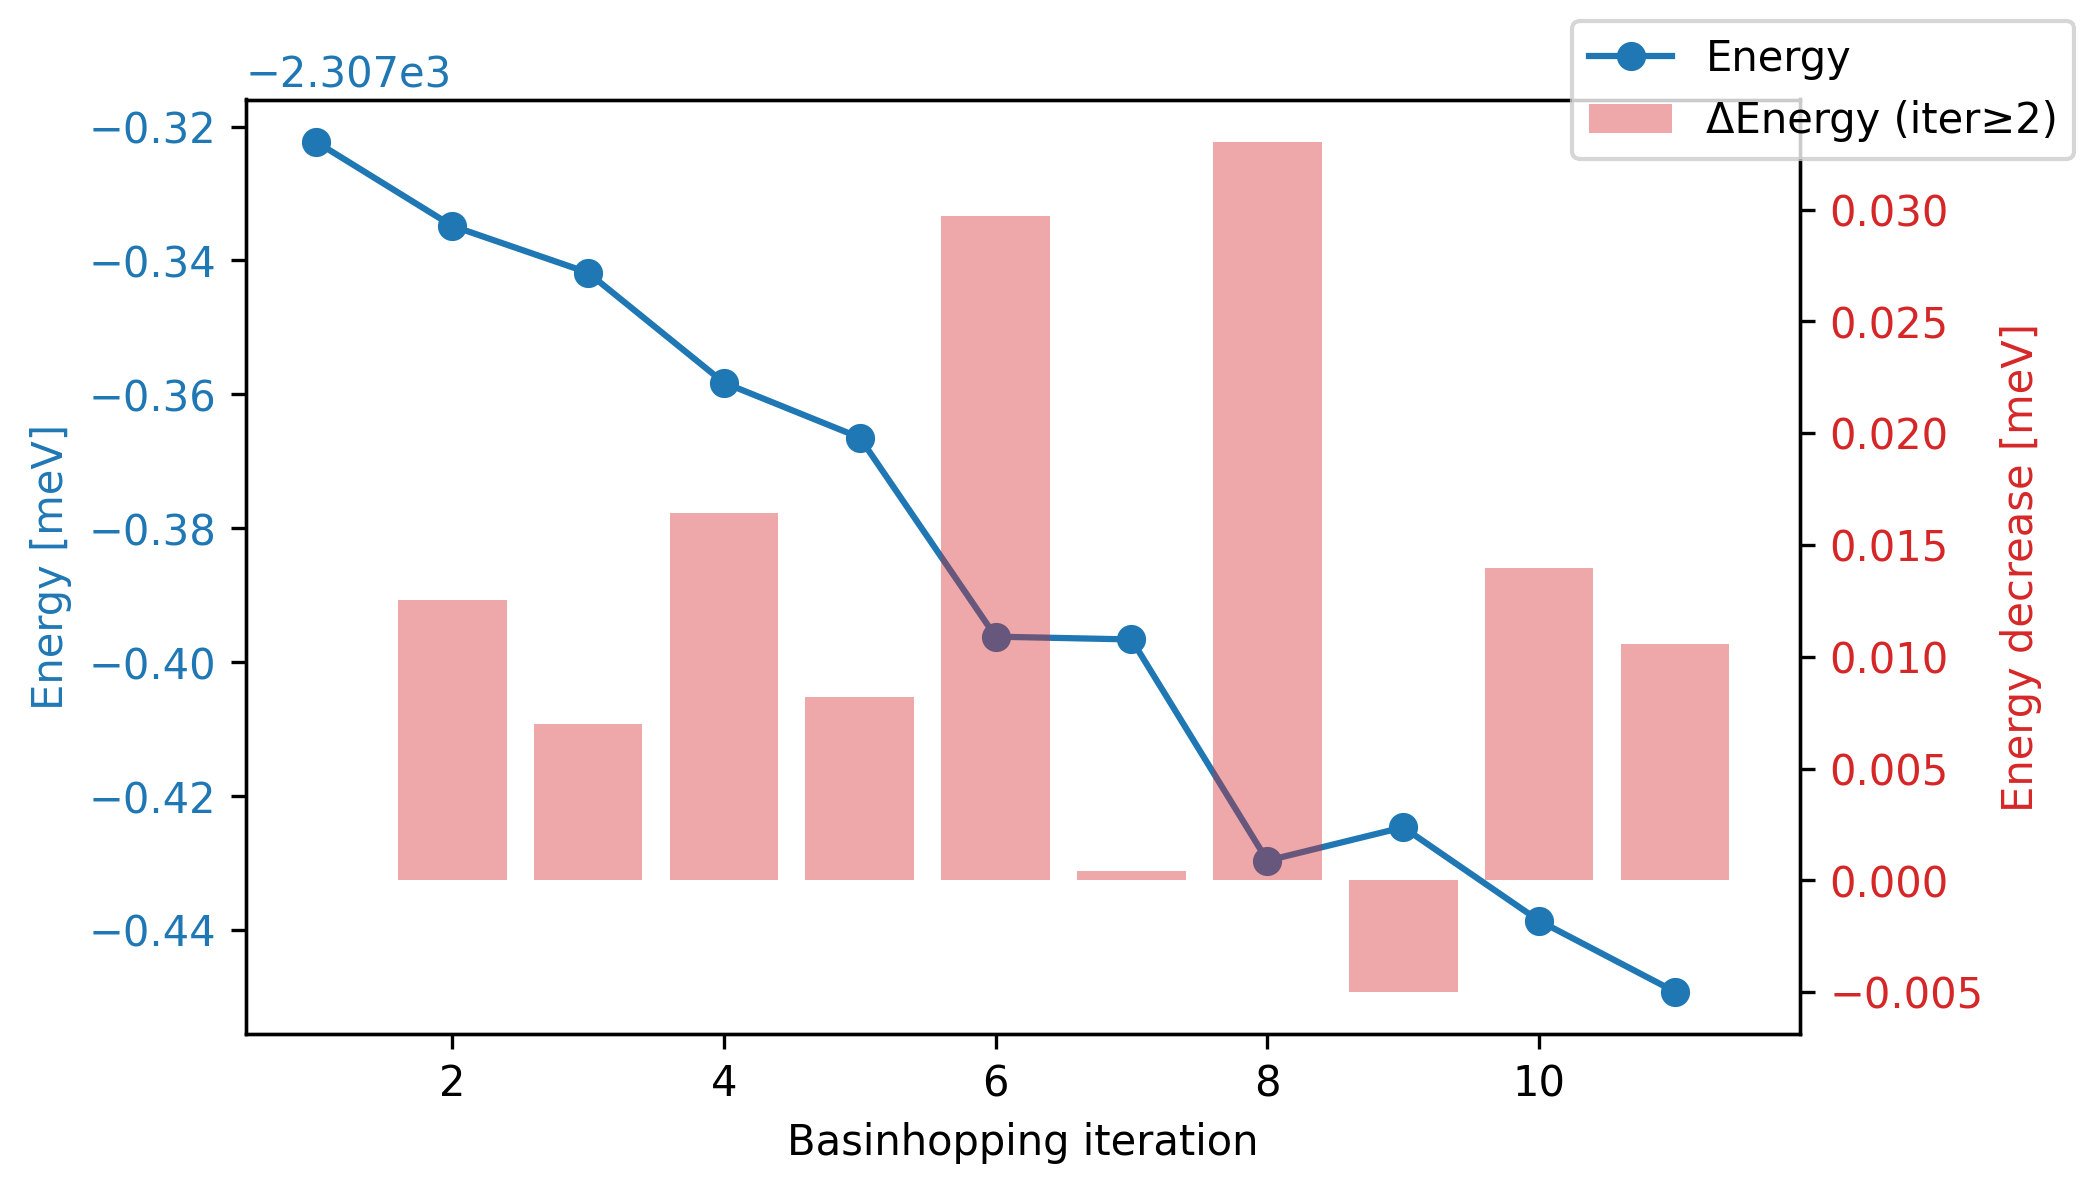 Energy
ΔEnergy (iter≥2)
−2.307e3
−0.32
−0.34
−0.36
−0.38
−0.40
−0.42
−0.44
Energy [meV]
0.030
0.025
0.020
0.015
0.010
0.005
0.000
−0.005
Energy decrease [meV]
2 4 6 8 10
Basinhopping iteration